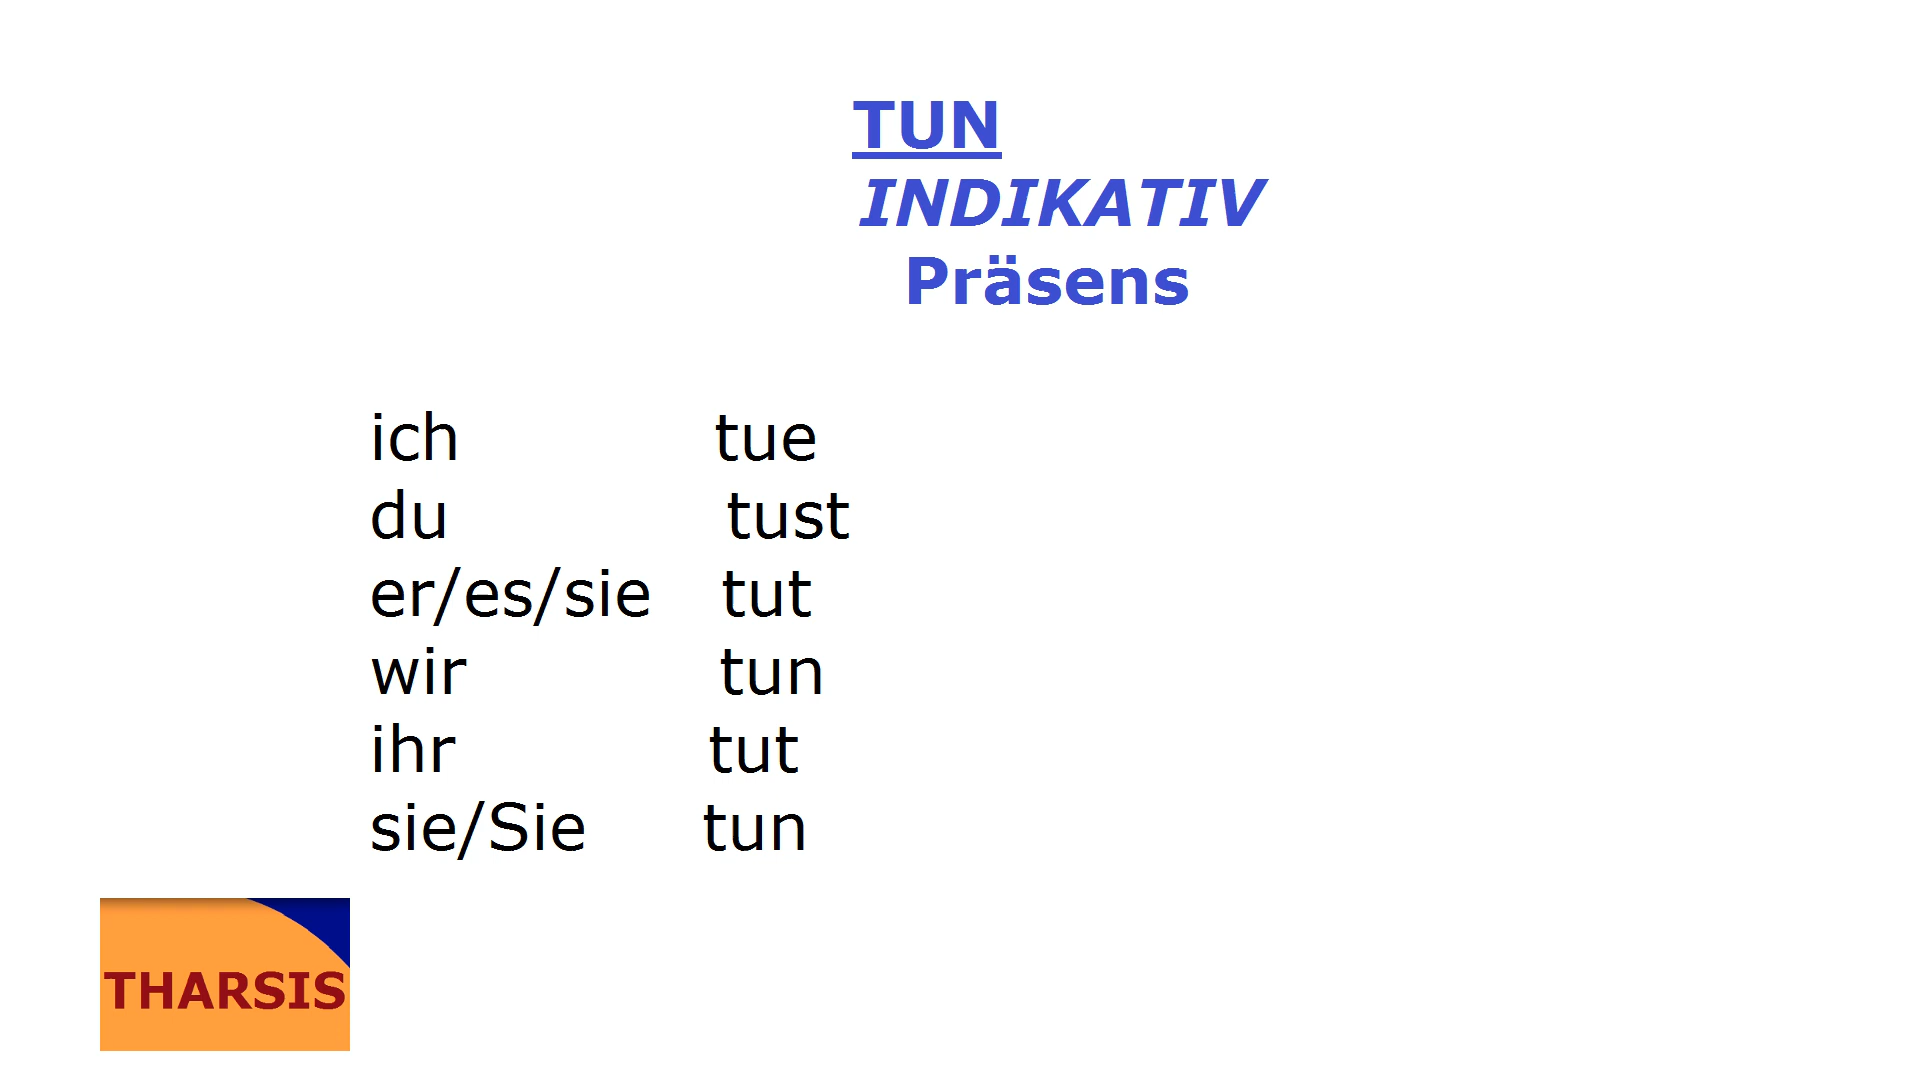 TUN
INDIKATIV
Präsens
ich tue
du tust
er/es/sie tut
wir tun
ihr tut
sie/Sie tun
THARSIS